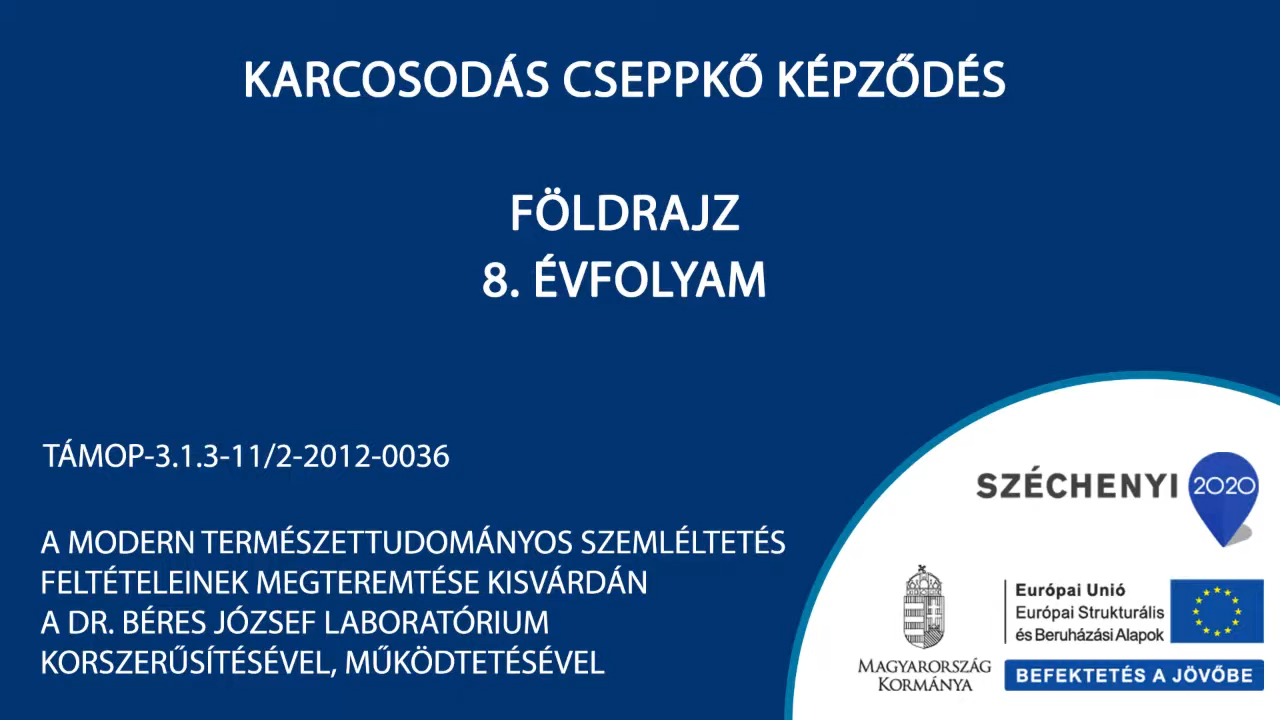 KARCOSODÁS CSEPPKŐ KÉPZŐDÉS
FÖLDRAJZ
8. ÉVFOLYAM
TÁMOP-3.1.3-11/2-2012-0036
A MODERN TERMÉSZETTUDOMÁNYOS SZEMLÉLTETÉS
FELTÉTELEINEK MEGTEREMTÉSE KISVÁRDÁN
A DR. BÉRES JÓZSEF LABORATÓRIUM
KORSZERŰSÍTÉSÉVEL, MŰKÖDTETÉSÉVEL
SZÉCHENYI 2020
MAGYARORSZÁG
KORMÁNYA
Európai Unió
Európai Strukturális
és Beruházási Alapok
BEFEKTETÉS A JÖVŐBE